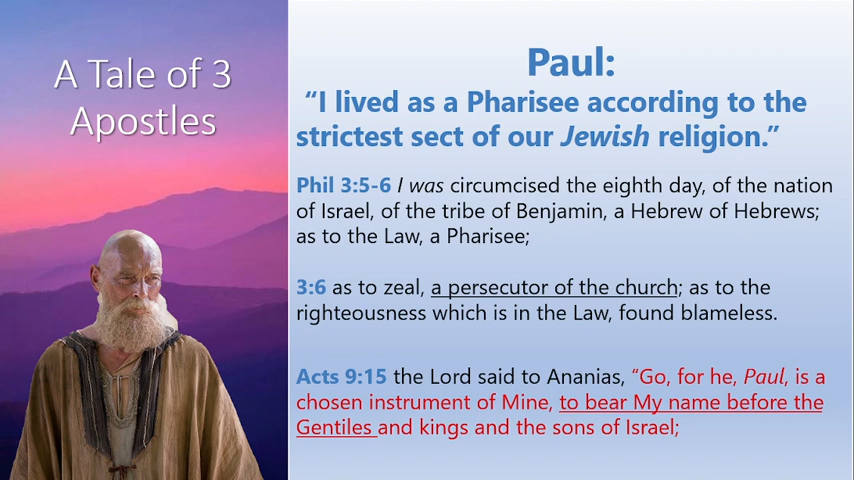 A Tale of 3
Apostles
Paul:
“I lived as a Pharisee according to the
strictest sect of our Jewish religion.”
Phil 3:5-6 I was circumcised the eighth day, of the nation
of Israel, of the tribe of Benjamin, a Hebrew of Hebrews;
as to the Law, a Pharisee;
3:6 as to zeal, a persecutor of the church; as to the
righteousness which is in the Law, found blameless.
Acts 9:15 the Lord said to Ananias, “Go, for he, Paul, is a
chosen instrument of Mine, to bear My name before the
Gentiles and kings and the sons of Israel;